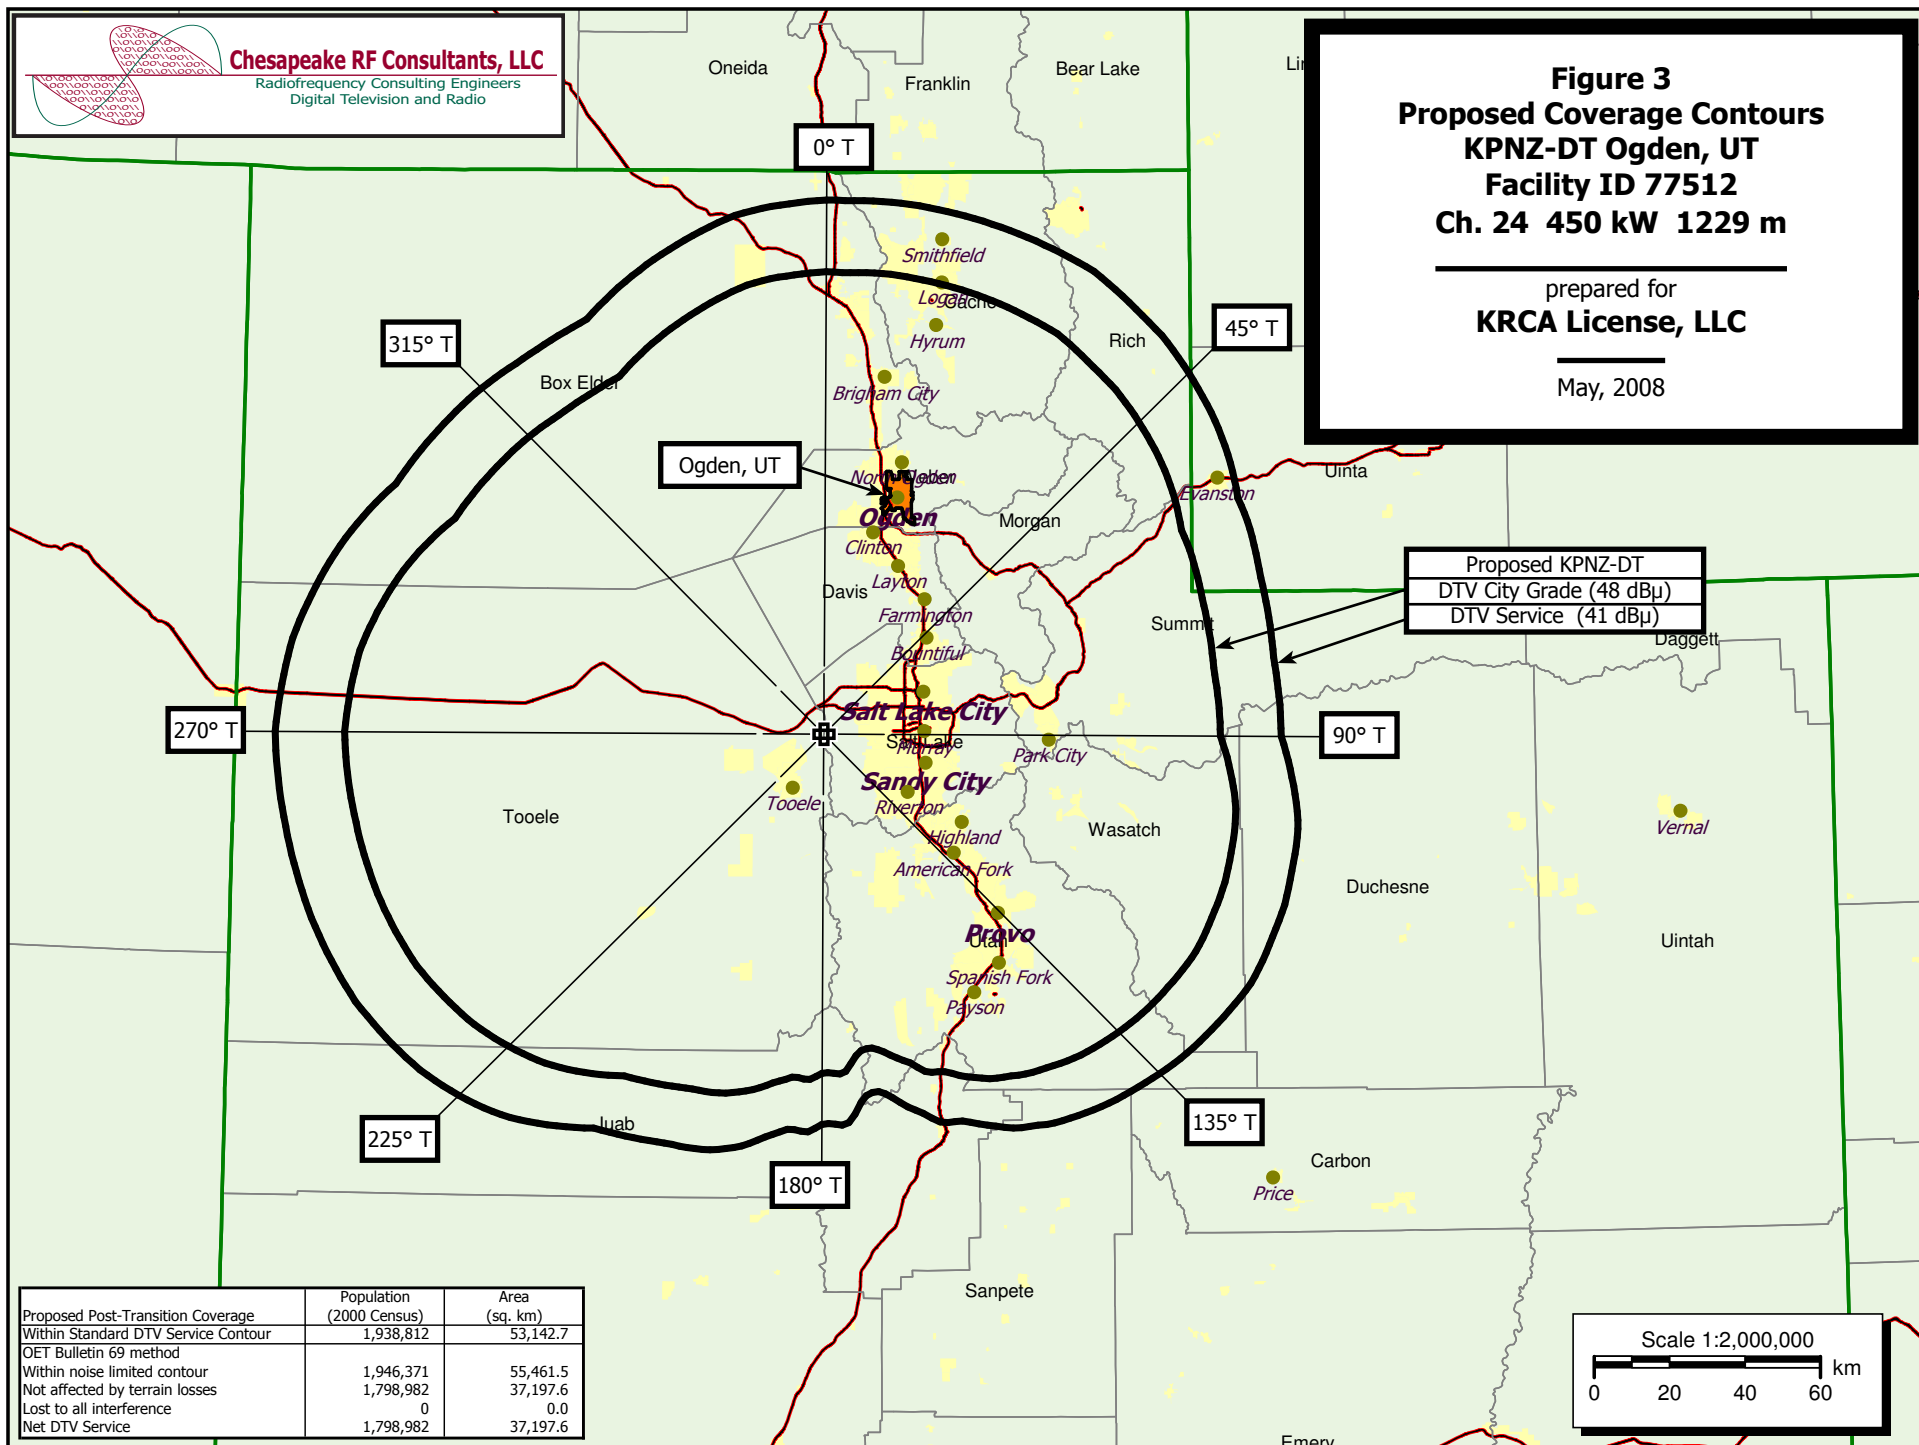 Chesapeake RF Consultants, LLC
Radiofrequency Consulting Engineers
Digital Television and Radio
Figure 3
Proposed Coverage Contours
KPNZ-DT Ogden, UT
Facility ID 77512
Ch. 24 450 kW 1229 m
prepared for
KRCA License, LLC
May, 2008
Oneida
Franklin
Bear Lake
0° T
Smithfield
Logan
Cache
Hyrum
Rich
45° T
315° T
Box Elder
Brigham City
Ogden, UT
North Ogden
Weber
Ogden
Evanston
Uinta
Morgan
Clinton
Layton
Davis
Farmington
Summit
Bountiful
Proposed KPNZ-DT
DTV City Grade (48 dBµ)
DTV Service (41 dBµ)
Daggett
Salt Lake City
270° T
Salt Lake
Murray
Park City
90° T
Sandy City
Tooele
Riverton
Tooele
Highland
Wasatch
Vernal
American Fork
Duchesne
Provo
Utah
Uintah
Spanish Fork
Payson
Juab
225° T
135° T
180° T
Carbon
Price
Sanpete
Emery
Proposed Post-Transition Coverage Population (2000 Census) Area (sq. km)
Within Standard DTV Service Contour 1,938,812 53,142.7
OET Bulletin 69 method
Within noise limited contour 1,946,371 55,461.5
Not affected by terrain losses 1,798,982 37,197.6
Lost to all interference 0 0.0
Net DTV Service 1,798,982 37,197.6
Scale 1:2,000,000
km
0 20 40 60